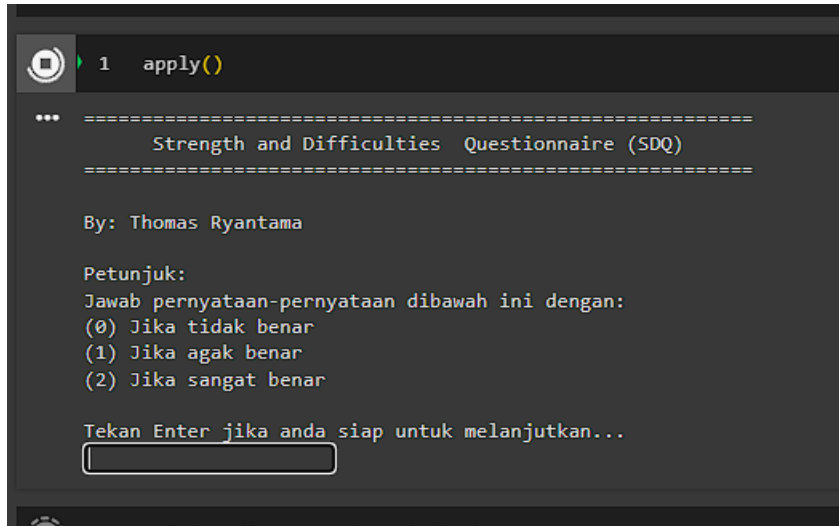 1 apply()
==========================================================
Strength and Difficulties  Questionnaire (SDQ)
==========================================================
By: Thomas Ryantama
Petunjuk:
Jawab pernyataan-pernyataan dibawah ini dengan:
(0) Jika tidak benar
(1) Jika agak benar
(2) Jika sangat benar
Tekan Enter jika anda siap untuk melanjutkan...